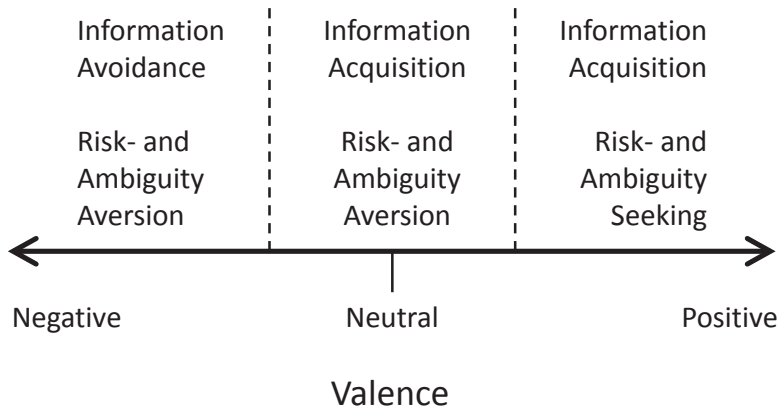 Information
Avoidance
Risk- and
Ambiguity
Aversion
Information
Acquisition
Risk- and
Ambiguity
Aversion
Information
Acquisition
Risk- and
Ambiguity
Seeking
Negative
Neutral
Positive
Valence